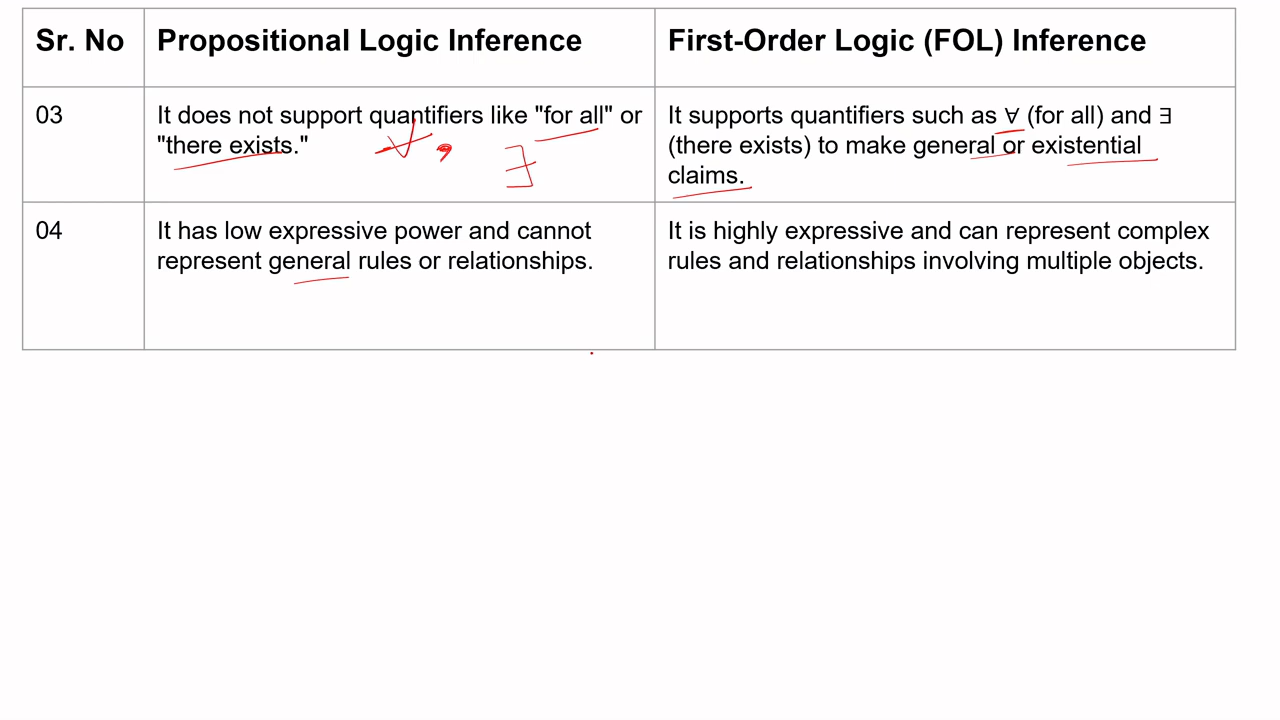 Sr. No
Propositional Logic Inference
First-Order Logic (FOL) Inference
03
It does not support quantifiers like "for all" or
"there exists."
∀ , ∃
It supports quantifiers such as ∀ (for all) and ∃
(there exists) to make general or existential
claims.
04
It has low expressive power and cannot
represent general rules or relationships.
It is highly expressive and can represent complex
rules and relationships involving multiple objects.